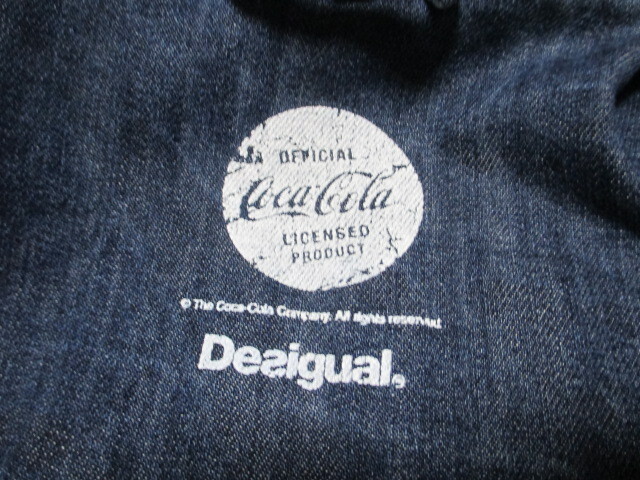 A OFFICIAL
Coca-Cola
LICENSED
PRODUCT
© The Coca-Cola Company. All rights reserved.
Desigual®